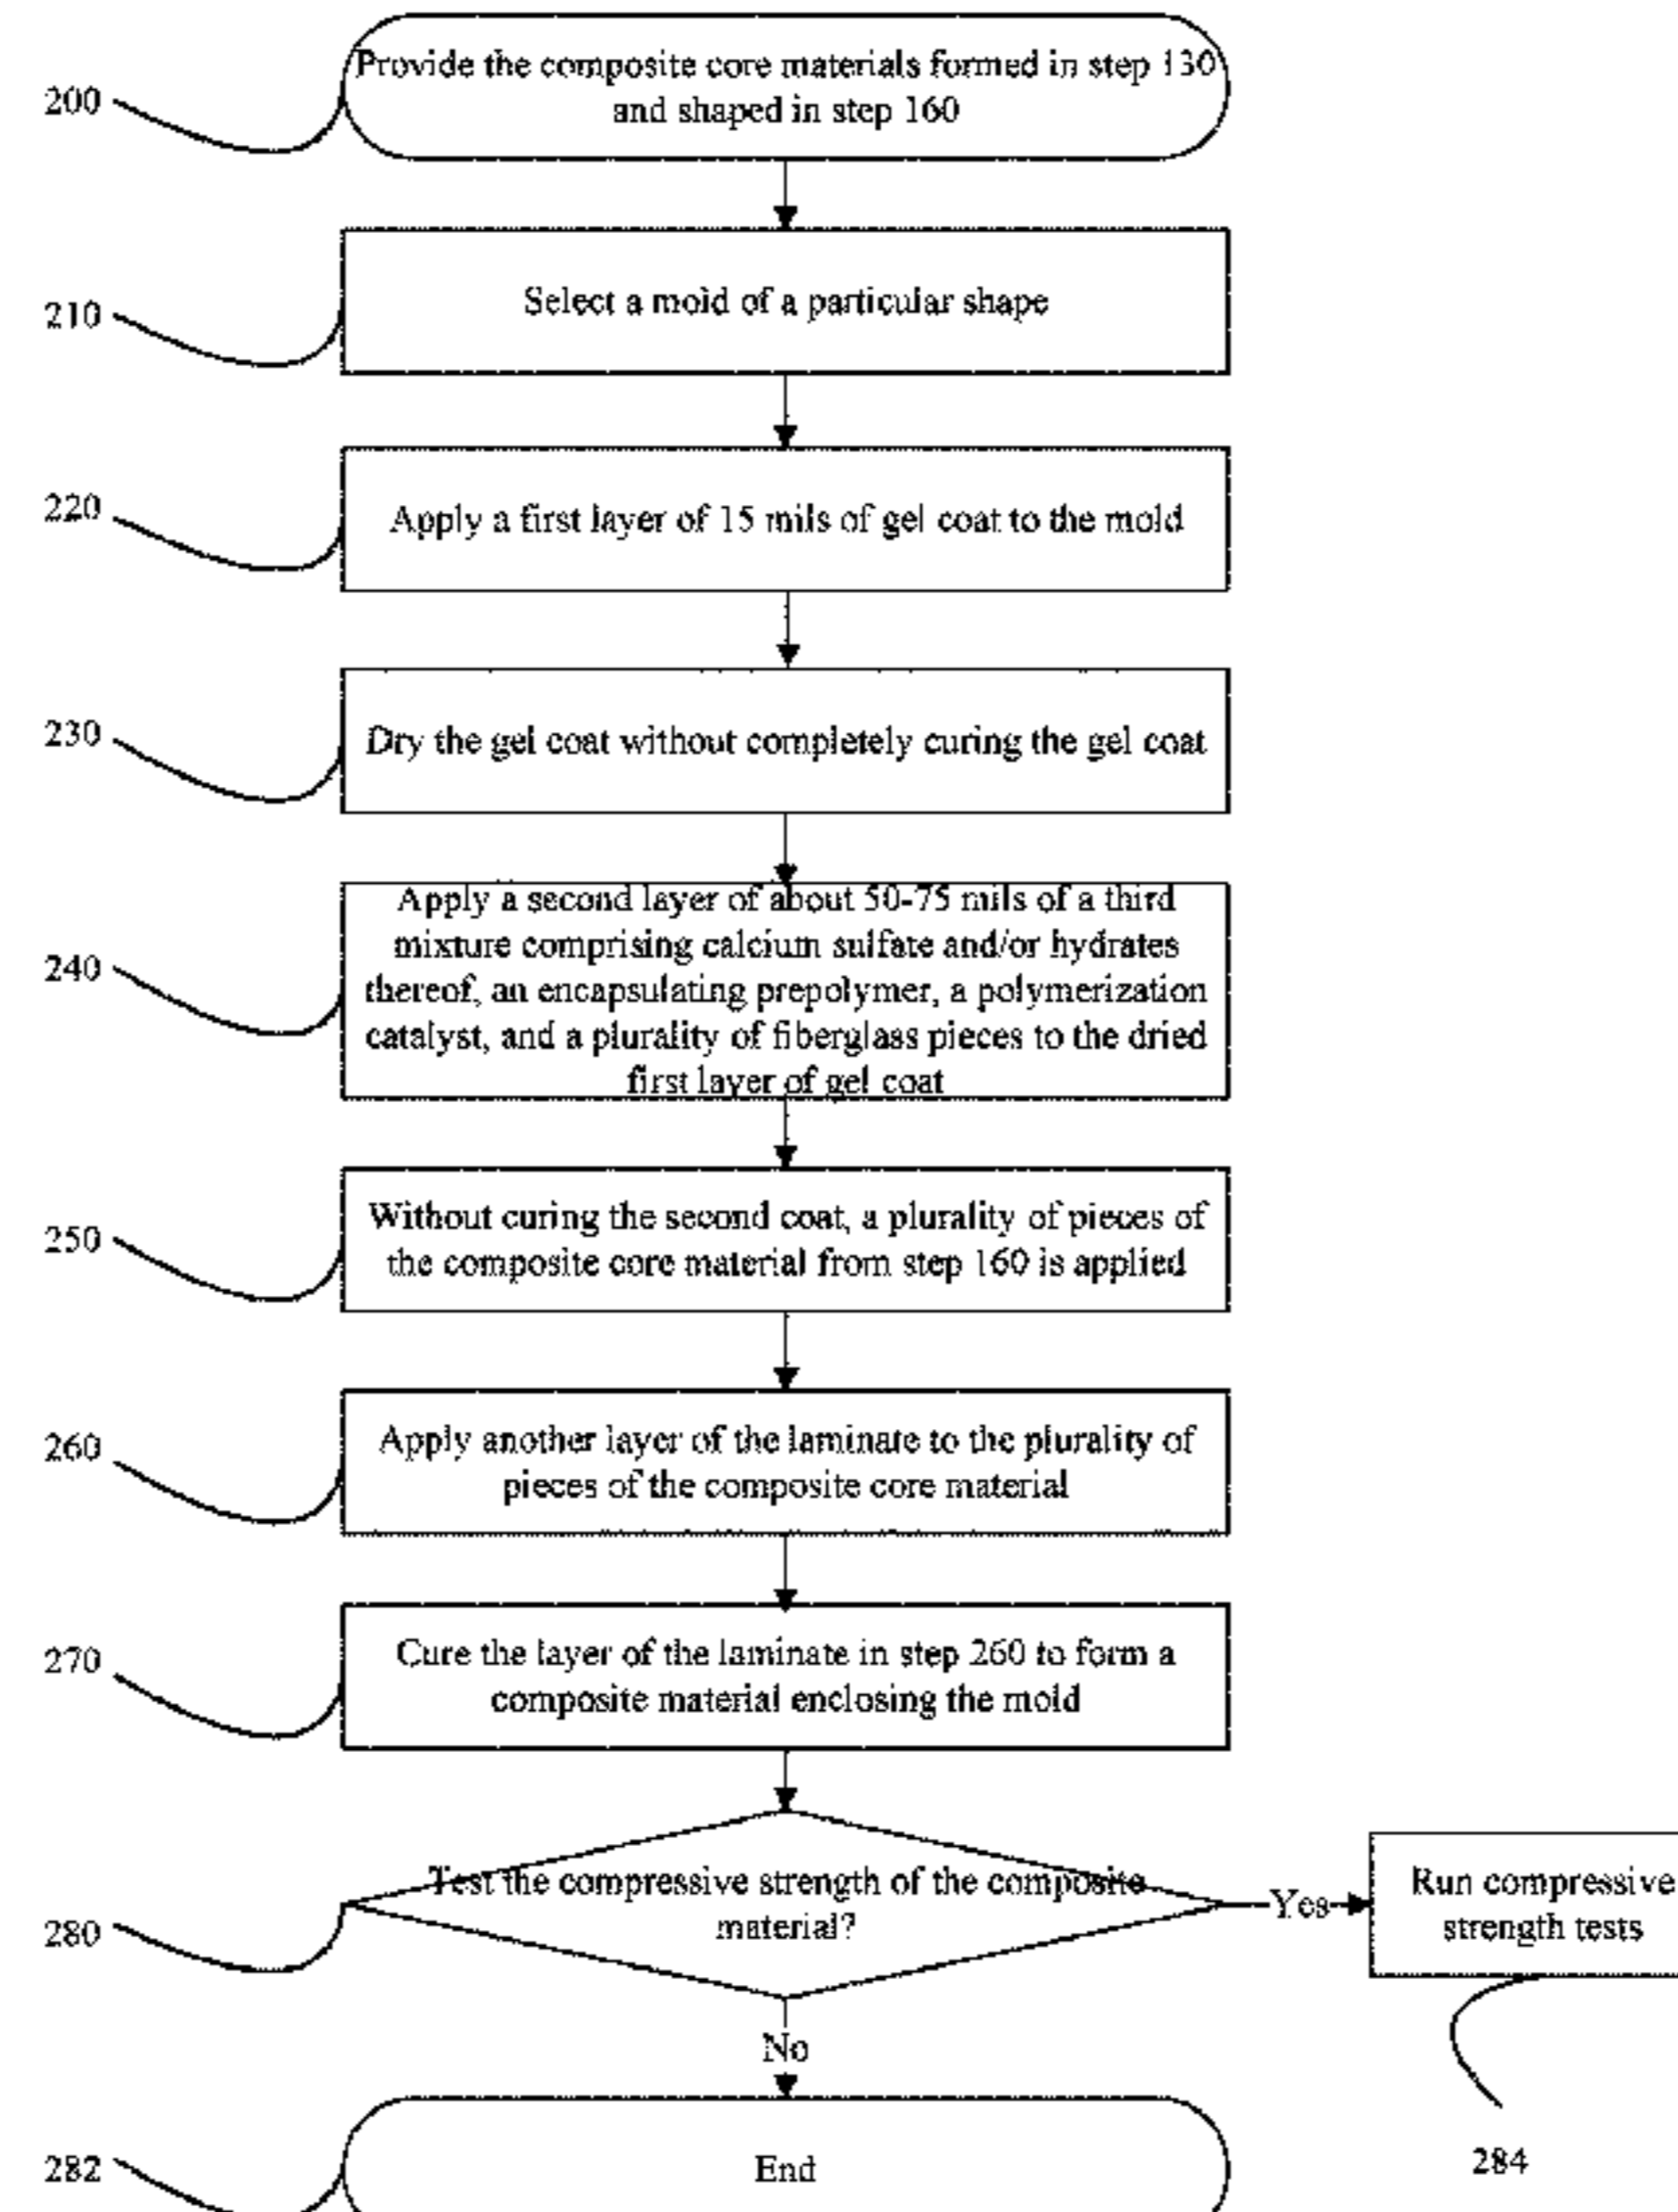 200
Provide the composite core materials formed in step 130
and shaped in step 160
210
Select a mold of a particular shape
220
Apply a first layer of 15 mils of gel coat to the mold
230
Dry the gel coat without completely curing the gel coat
240
Apply a second layer of about 50-75 mils of a third
mixture comprising calcium sulfate and/or hydrates
thereof, an encapsulating prepolymer, a polymerization
catalyst, and a plurality of fiberglass pieces to the dried
first layer of gel coat
250
Without curing the second coat, a plurality of pieces of
the composite core material from step 160 is applied
260
Apply another layer of the laminate to the plurality of
pieces of the composite core material
270
Cure the layer of the laminate in step 260 to form a
composite material enclosing the mold
280
Test the compressive strength of the composite
material?
Yes
Run compressive
strength tests
284
No
282
End